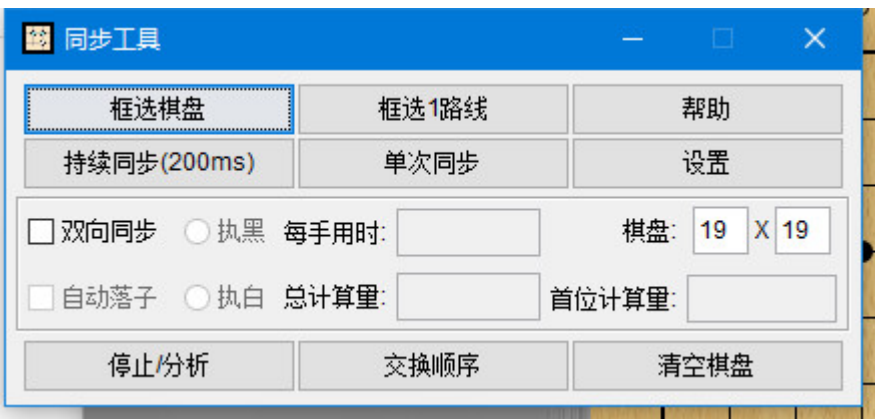 同步工具
框选棋盘 框选1路线 帮助
持续同步(200ms) 单次同步 设置
双向同步 执黑 每手用时: 棋盘: 19 X 19
自动落子 执白 总计算量: 首位计算量:
停止/分析 交换顺序 清空棋盘